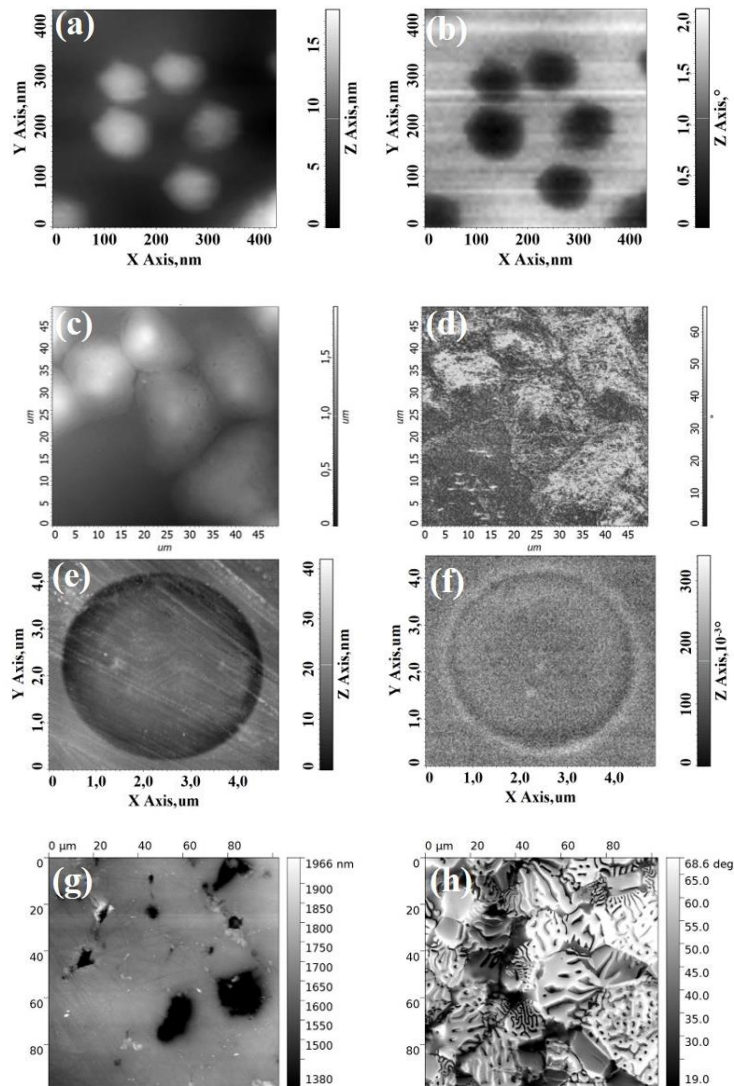 (a)
400
300
200
100
0
Y Axis,nm
0 100 200 300 400
X Axis,nm
15
10
5
0
Z Axis,nm
(b)
400
300
200
100
0
Y Axis,nm
0 100 200 300 400
X Axis,nm
2,0
1,5
1,0
0,5
Z Axis,°
(c)
45
40
35
30
25
20
15
10
5
0
um
0 5 10 15 20 25 30 35 40 45
um
1,5
1,0
0,5
um
(d)
45
40
35
30
25
20
15
10
5
0
um
0 5 10 15 20 25 30 35 40 45
um
60
50
40
30
20
10
0
°
(e)
4,0
3,0
2,0
1,0
0
Y Axis,um
0 1,0 2,0 3,0 4,0
X Axis,um
40
30
20
10
0
Z Axis,nm
(f)
4,0
3,0
2,0
1,0
0
Y Axis,um
0 1,0 2,0 3,0 4,0
X Axis,um
300
200
100
0
Z Axis,10⁻³°
0 µm 20 40 60 80
(g)
0
20
40
60
80
1966 nm
1900
1850
1800
1750
1700
1650
1600
1550
1500
1380
0 µm 20 40 60 80
(h)
0
20
40
60
80
68.6 deg
65.0
60.0
55.0
50.0
45.0
40.0
35.0
30.0
19.0